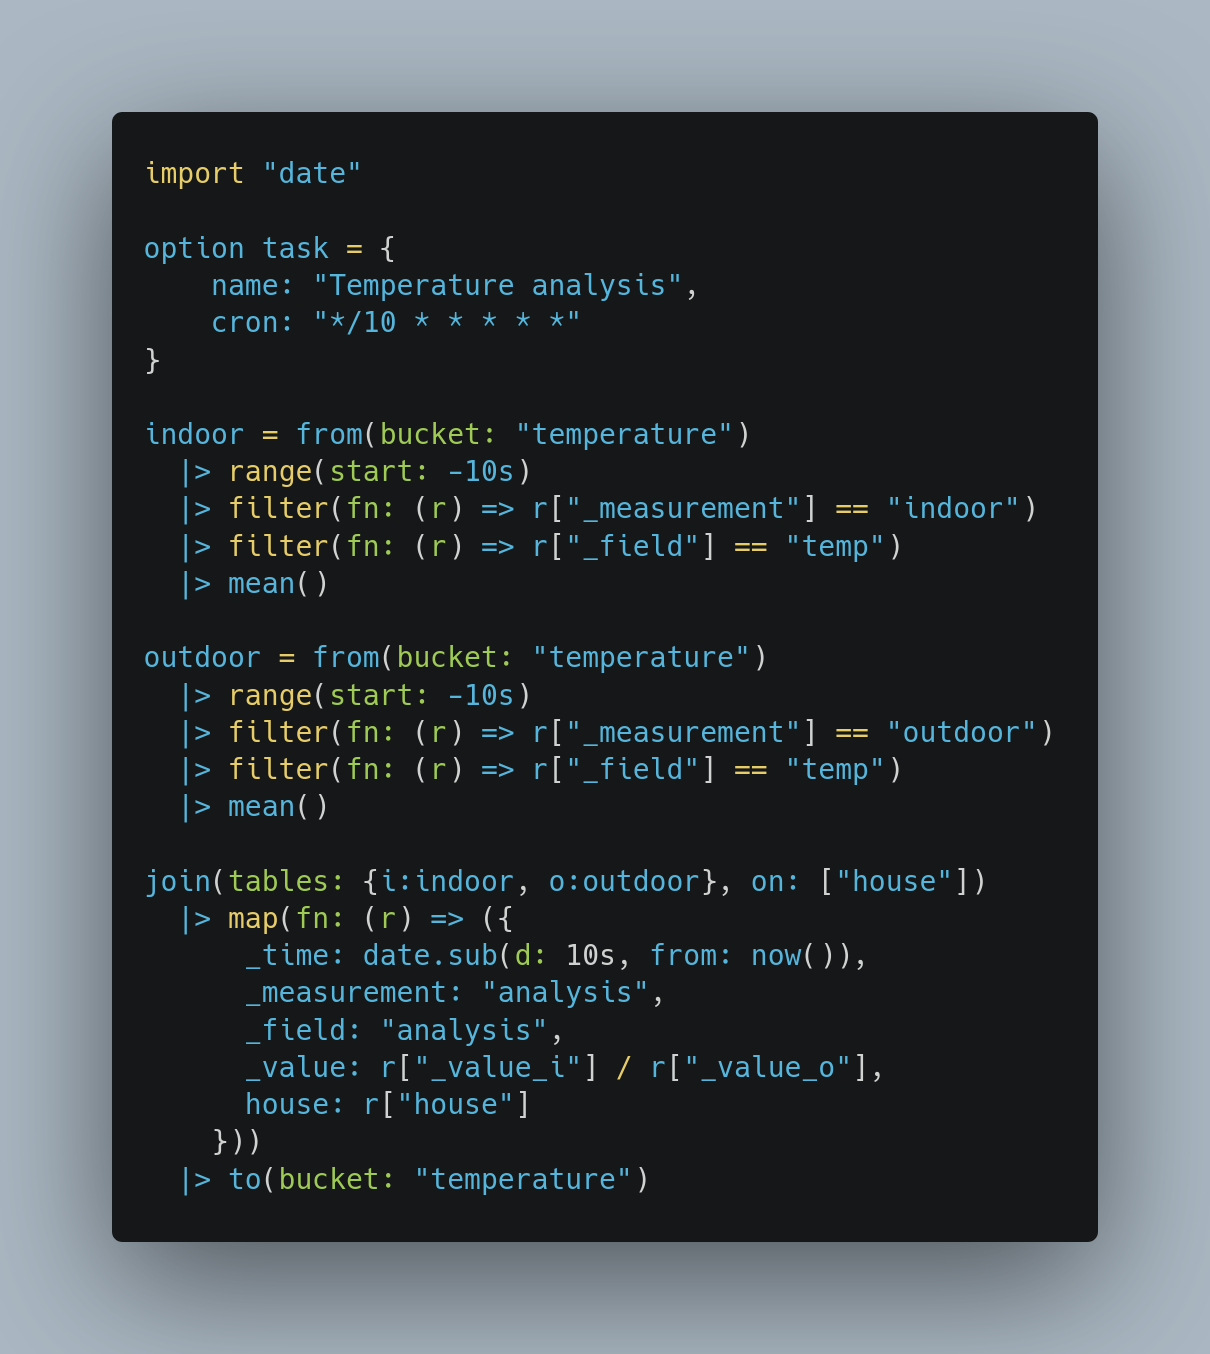 import "date"

option task = {
    name: "Temperature analysis",
    cron: "*/10 * * * * *"
}

indoor = from(bucket: "temperature")
  |> range(start: -10s)
  |> filter(fn: (r) => r["_measurement"] == "indoor")
  |> filter(fn: (r) => r["_field"] == "temp")
  |> mean()

outdoor = from(bucket: "temperature")
  |> range(start: -10s)
  |> filter(fn: (r) => r["_measurement"] == "outdoor")
  |> filter(fn: (r) => r["_field"] == "temp")
  |> mean()

join(tables: {i:indoor, o:outdoor}, on: ["house"])
  |> map(fn: (r) => ({
      _time: date.sub(d: 10s, from: now()),
      _measurement: "analysis",
      _field: "analysis",
      _value: r["_value_i"] / r["_value_o"],
      house: r["house"]
    }))
  |> to(bucket: "temperature")